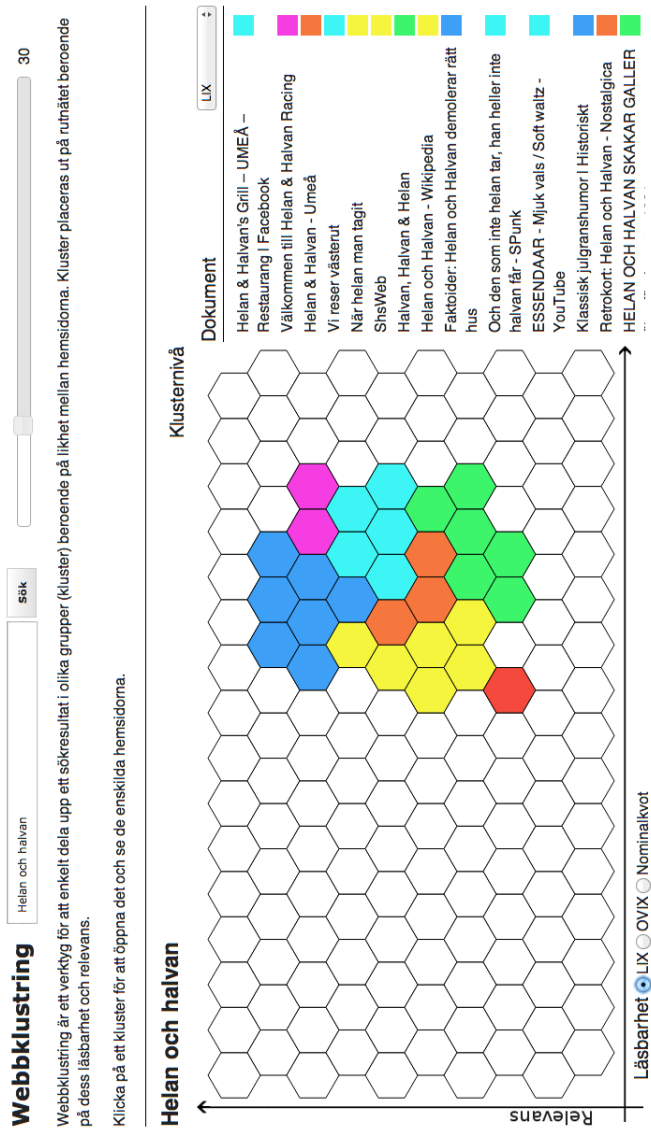 Webbklustring
Helan och halvan
Sök
30
Webbklustring är ett verktyg för att enkelt dela upp ett sökresultat i olika grupper (kluster) beroende på likhet mellan hemsidorna. Kluster placeras ut på rutnätet beroende
på dess läsbarhet och relevans.
Klicka på ett kluster för att öppna det och se de enskilda hemsidorna.
Helan och halvan
Klusternivå
Relevans
Läsbarhet LIX OVIX Nominalkvot
Dokument
LIX
Helan & Halvan's Grill – UMEÅ –
Restaurang | Facebook
Välkommen till Helan & Halvan Racing
Helan & Halvan - Umeå
Vi reser västerut
När helan man tagit
ShsWeb
Halvan, Halvan & Helan
Helan och Halvan - Wikipedia
Faktoider: Helan och Halvan demolerar rätt
hus
Och den som inte helan tar, han heller inte
halvan får - SPunk
ESSENDAAR - Mjuk vals / Soft waltz -
YouTube
Klassisk julgranshumor | Historiskt
Retrokort: Helan och Halvan - Nostalgica
HELAN OCH HALVAN SKAKAR GALLER